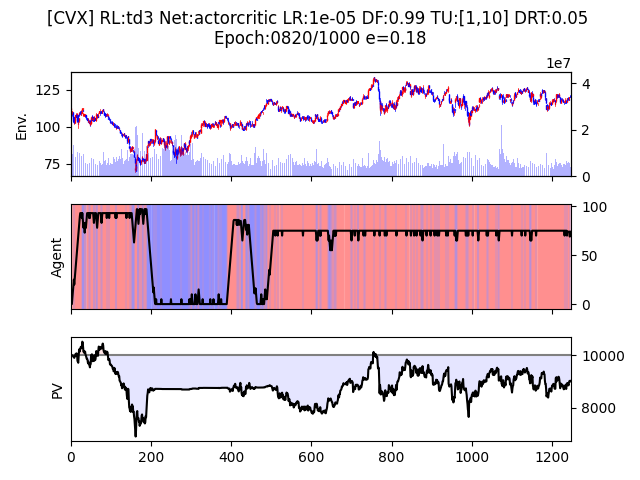 [CVX] RL:td3 Net:actorcritic LR:1e-05 DF:0.99 TU:[1,10] DRT:0.05
Epoch:0820/1000 e=0.18
1e7
125
100
75
Env.
4
2
0
Agent
100
50
0
PV
10000
8000
0 200 400 600 800 1000 1200